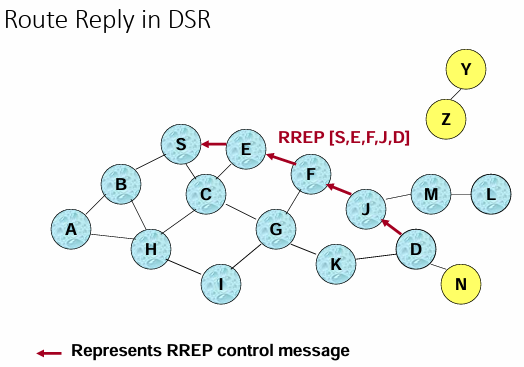 Route Reply in DSR
Y
Z
S
E
RREP [S,E,F,J,D]
F
B
C
J
M
L
A
H
G
K
D
I
N
Represents RREP control message